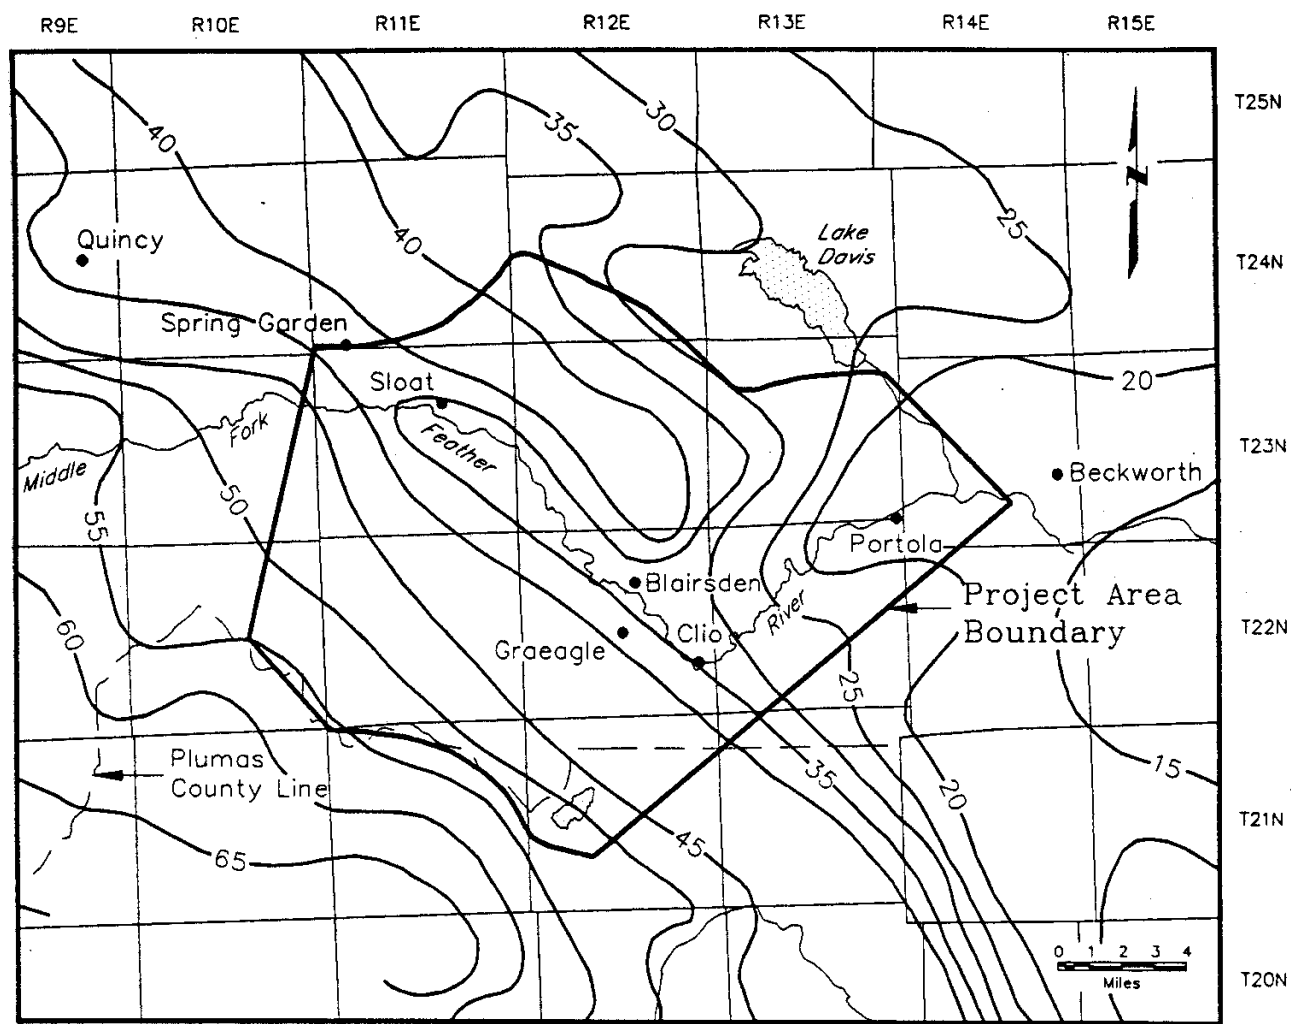 R9E R10E R11E R12E R13E R14E R15E
T25N
40
35
30
25
N
Quincy
40
Lake
Davis
T24N
Spring Garden
Sloat
20
Fork
Feather
T23N
Middle
Beckworth
50
55
Portola
Blairsden
River
Project Area
Boundary
T22N
60
Clio
Graeagle
25
Plumas
County Line
35
15
20
T21N
45
65
0 1 2 3 4
Miles
T20N